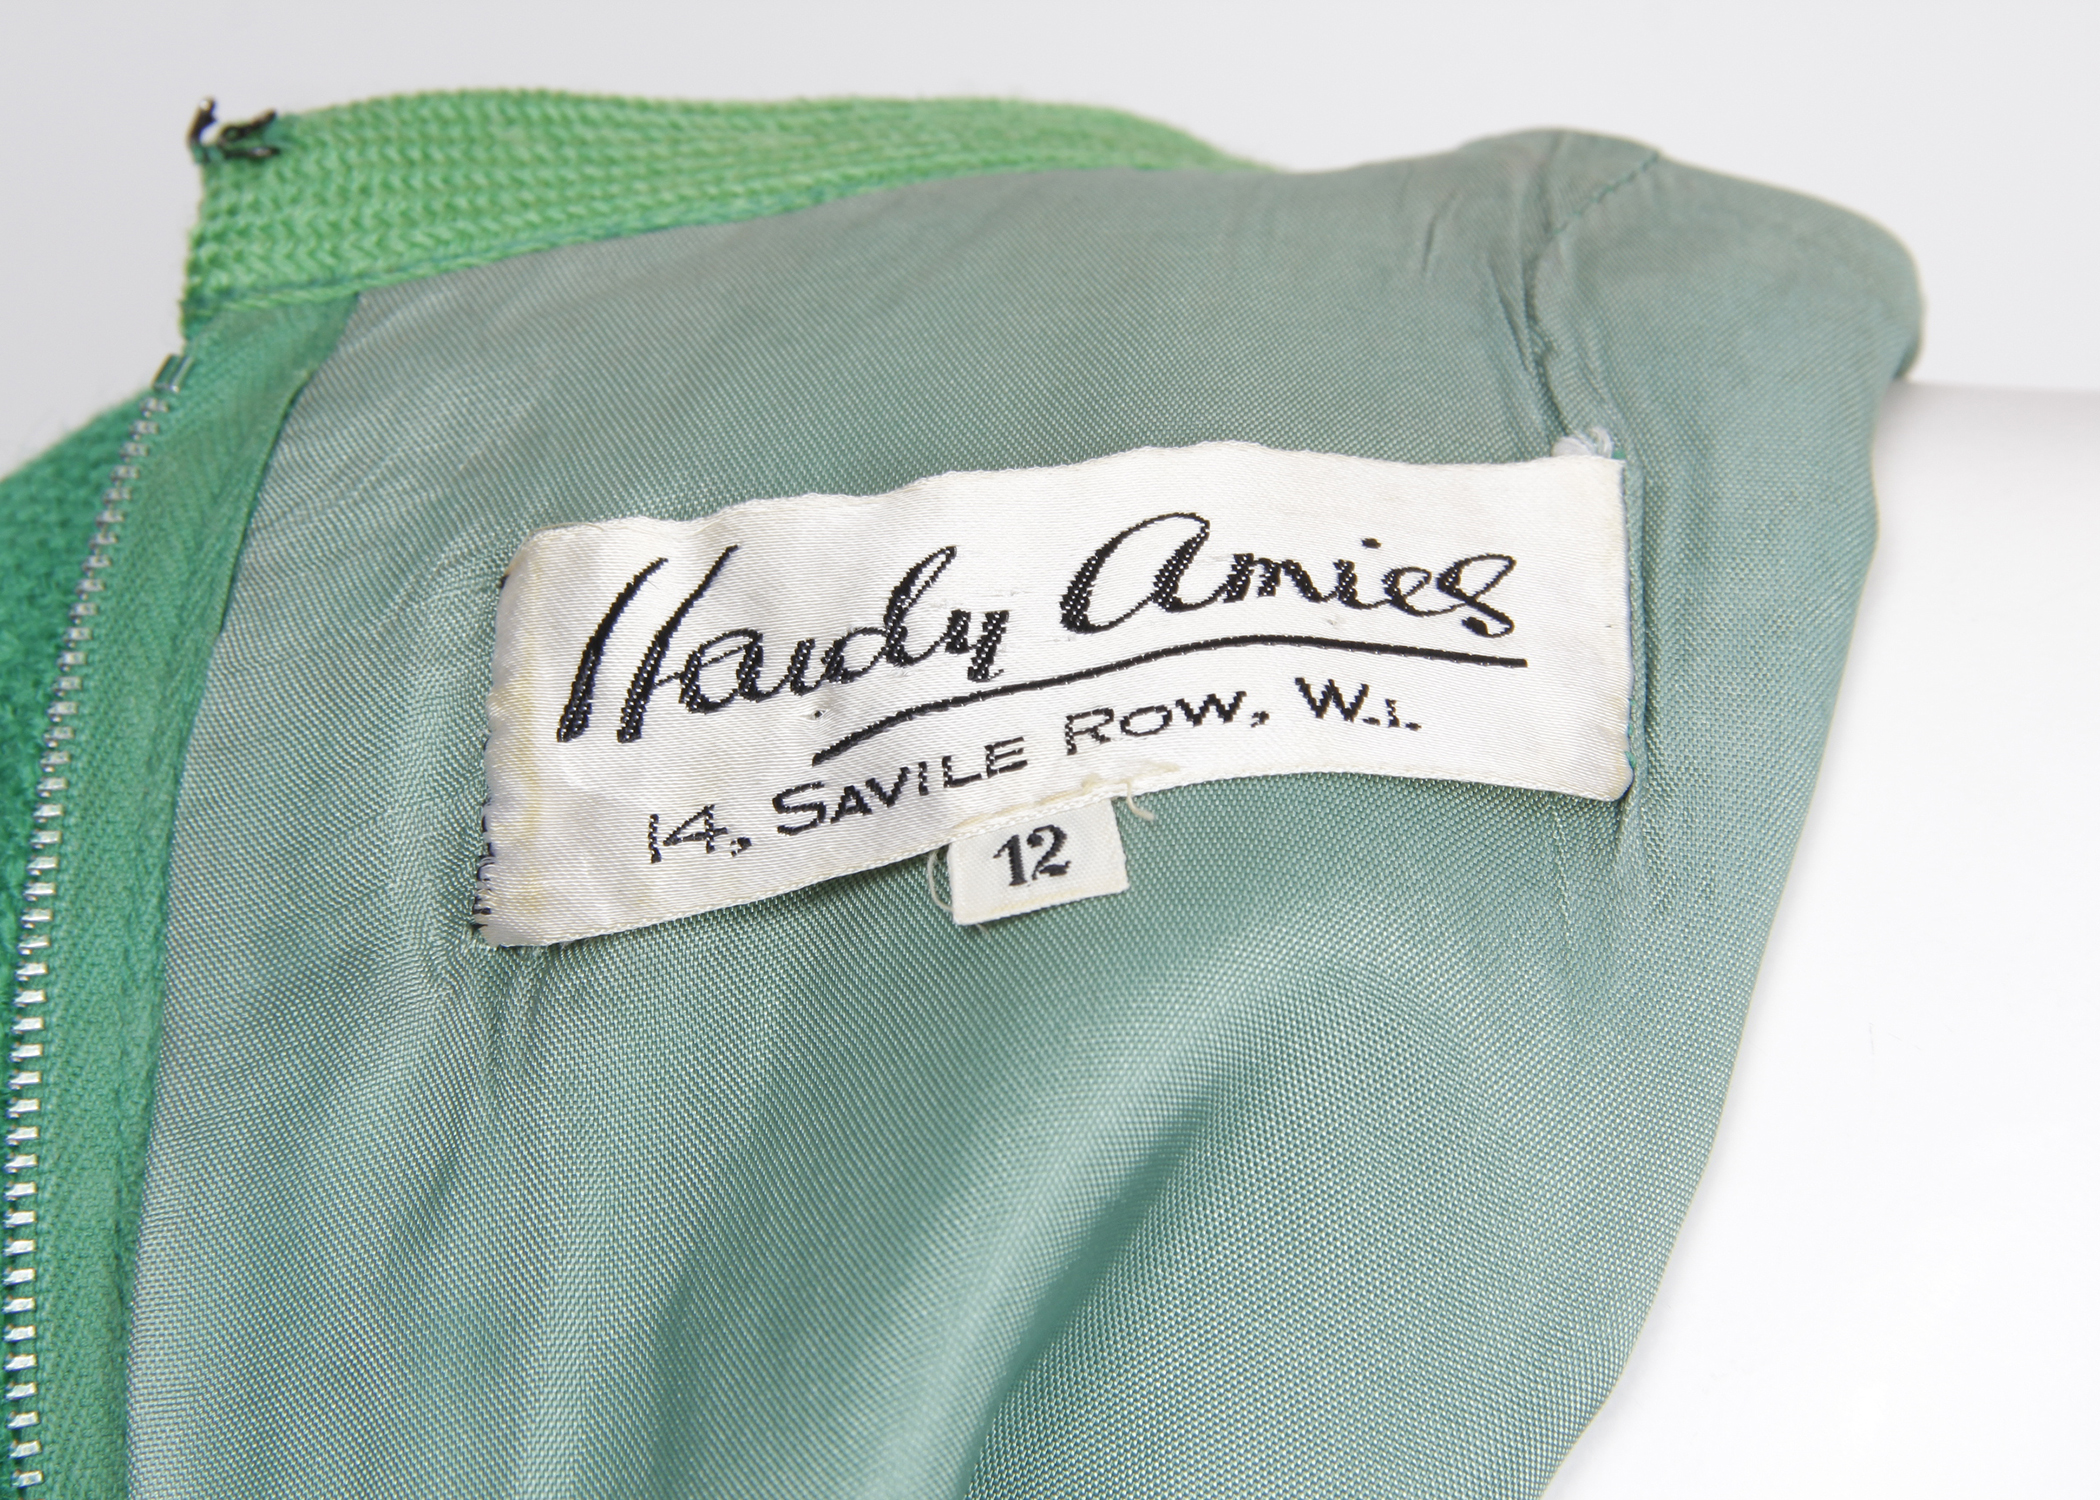 Hardy Amies
14, SAVILE ROW, W.1.
12